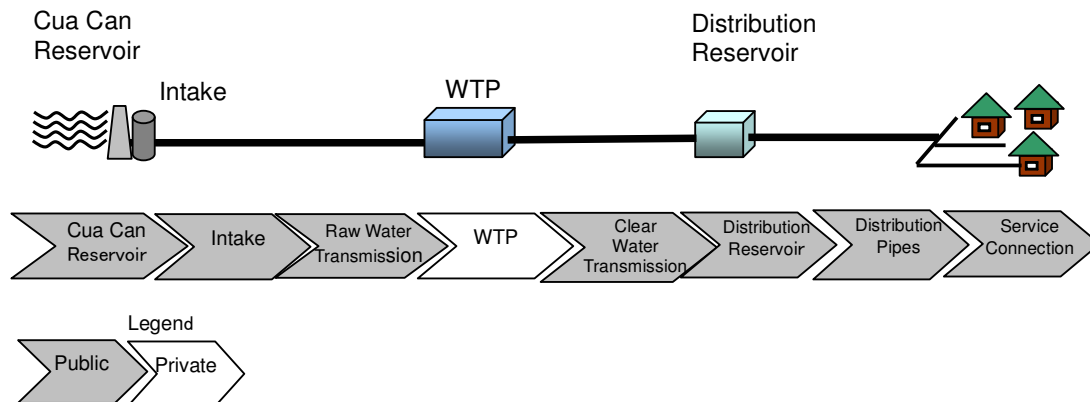 Cua Can
Reservoir
Distribution
Reservoir
Intake
WTP
Cua Can
Reservoir
Intake
Raw Water
Transmission
WTP
Clear
Water
Transmission
Distribution
Reservoir
Distribution
Pipes
Service
Connection
Legend
Public
Private